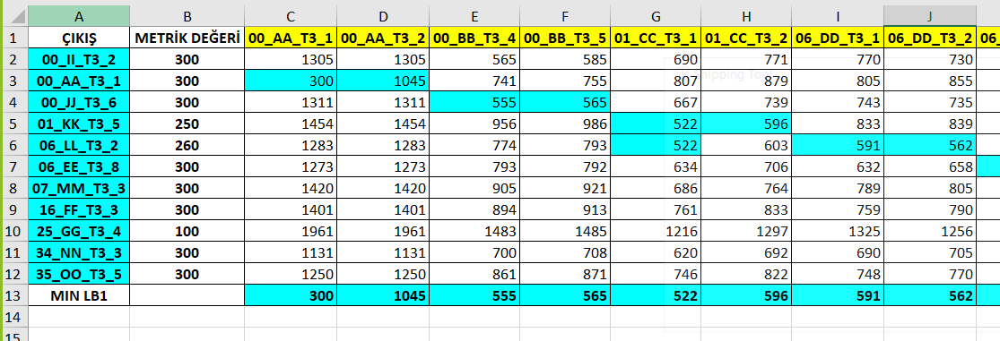 A B C D E F G H I J
1 ÇIKIŞ METRİK DEĞERİ 00_AA_T3_1 00_AA_T3_2 00_BB_T3_4 00_BB_T3_5 01_CC_T3_1 01_CC_T3_2 06_DD_T3_1 06_DD_T3_2 06_
2 00_II_T3_2 300 1305 1305 565 585 690 771 770 730
3 00_AA_T3_1 300 300 1045 741 755 807 879 805 855
4 00_JJ_T3_6 300 1311 1311 555 565 667 739 743 735
5 01_KK_T3_5 250 1454 1454 956 986 522 596 833 839
6 06_LL_T3_2 260 1283 1283 774 793 522 603 591 562
7 06_EE_T3_8 300 1273 1273 793 792 634 706 632 658
8 07_MM_T3_3 300 1420 1420 905 921 686 764 789 805
9 16_FF_T3_3 300 1401 1401 894 913 761 833 759 790
10 25_GG_T3_4 100 1961 1961 1483 1485 1216 1297 1325 1256
11 34_NN_T3_3 300 1131 1131 700 708 620 692 690 705
12 35_OO_T3_5 300 1250 1250 861 871 746 822 748 770
13 MIN LB1 300 1045 555 565 522 596 591 562
14
15